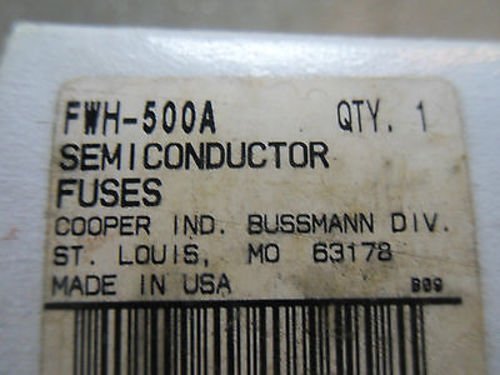 FWH-500A QTY. 1
SEMICONDUCTOR
FUSES
COOPER IND. BUSSMANN DIV.
ST. LOUIS, MO 63178
MADE IN USA B09